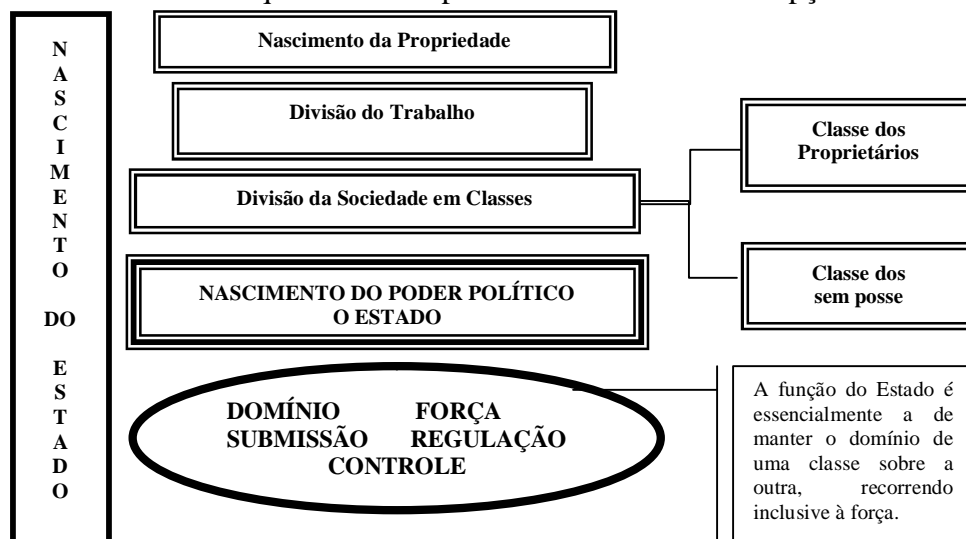 NASCIMENTO DO ESTADO
Nascimento da Propriedade
Divisão do Trabalho
Divisão da Sociedade em Classes
Classe dos
Proprietários
Classe dos
sem posse
NASCIMENTO DO PODER POLÍTICO
O ESTADO
DOMÍNIO FORÇA
SUBMISSÃO REGULAÇÃO
CONTROLE
A função do Estado é
essencialmente a de
manter o domínio de
uma classe sobre a
outra, recorrendo
inclusive à força.